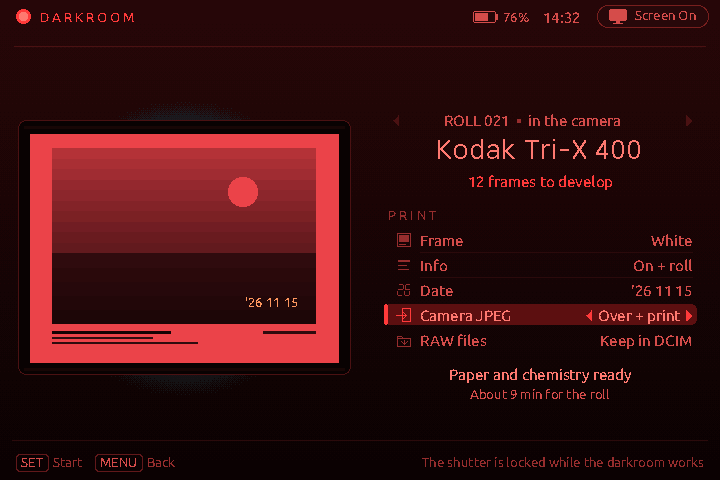 DARKROOM
76% 14:32 Screen On
ROLL 021 • in the camera
Kodak Tri-X 400
12 frames to develop
PRINT
Frame White
Info On + roll
Date '26 11 15
Camera JPEG Over + print
RAW files Keep in DCIM
'26 11 15
Paper and chemistry ready
About 9 min for the roll
SET Start MENU Back
The shutter is locked while the darkroom works